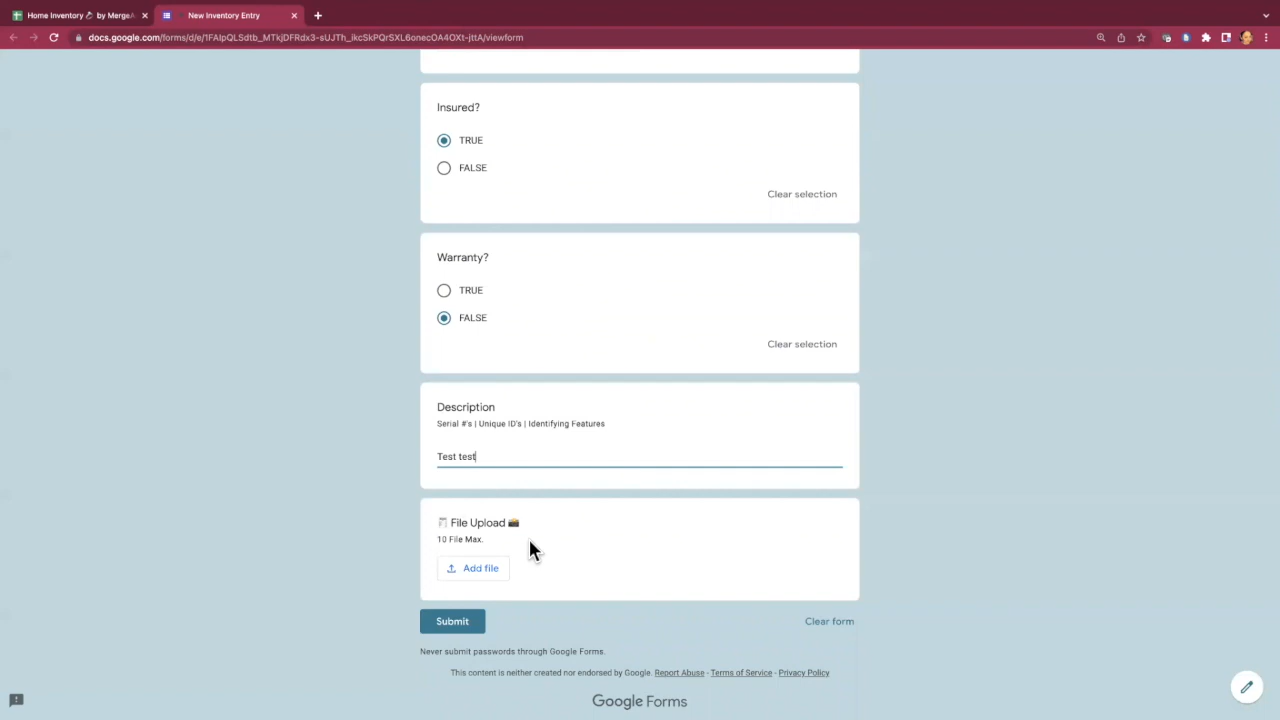 Home Inventory 🏷 by MergeA
New Inventory Entry
docs.google.com/forms/d/e/1FAIpQLSdtb_MTkjDFRdx3-sUJTh_ikcSkPQrSXL6onecOA4OXt-jttA/viewform
Insured?
TRUE
FALSE
Clear selection
Warranty?
TRUE
FALSE
Clear selection
Description
Serial #'s | Unique ID's | Identifying Features
Test test
🧾 File Upload 📸
10 File Max.
Add file
Submit
Clear form
Never submit passwords through Google Forms.
This content is neither created nor endorsed by Google. Report Abuse - Terms of Service - Privacy Policy
Google Forms